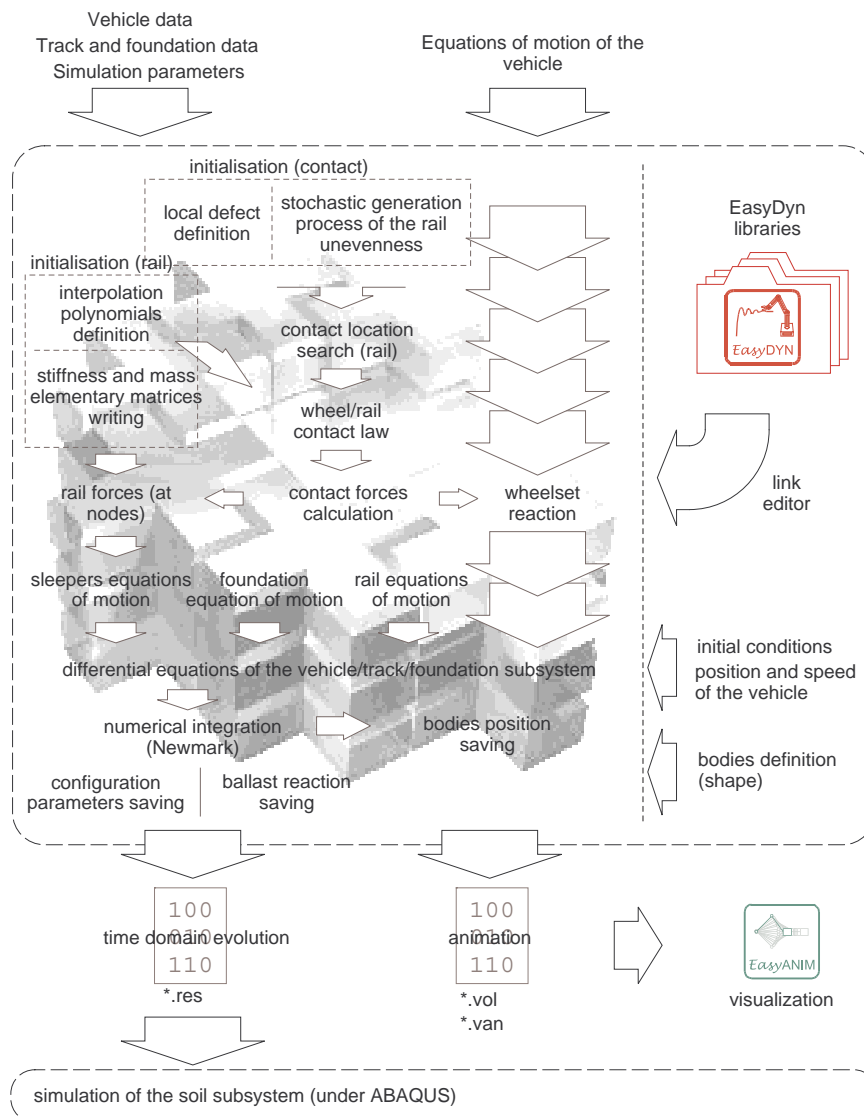 Vehicle data
Track and foundation data
Simulation parameters
Equations of motion of the
vehicle
initialisation (contact)
local defect
definition
stochastic generation
process of the rail
unevenness
EasyDyn
libraries
EasyDYN
initialisation (rail)
interpolation
polynomials
definition
contact location
search (rail)
stiffness and mass
elementary matrices
writing
wheel/rail
contact law
link
editor
rail forces (at
nodes)
contact forces
calculation
wheelset
reaction
sleepers equations
of motion
foundation
equation of motion
rail equations
of motion
initial conditions
position and speed
of the vehicle
differential equations of the vehicle/track/foundation subsystem
numerical integration
(Newmark)
bodies position
saving
bodies definition
(shape)
configuration
parameters saving
ballast reaction
saving
100
010
110
time domain evolution
*.res
100
010
110
animation
*.vol
*.van
EasyANIM
visualization
simulation of the soil subsystem (under ABAQUS)